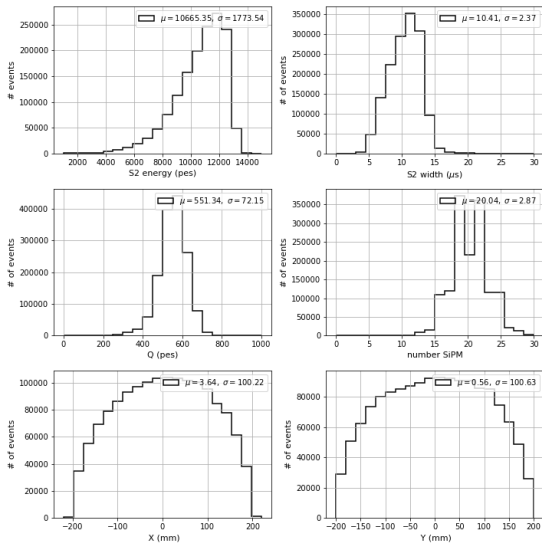 μ = 10665.35, σ = 1773.54
# of events
250000
200000
150000
100000
50000
0
2000 4000 6000 8000 10000 12000 14000
S2 energy (pes)
μ = 10.41, σ = 2.37
# of events
350000
300000
250000
200000
150000
100000
50000
0
0 5 10 15 20 25 30
S2 width (μs)
μ = 551.34, σ = 72.15
# of events
400000
300000
200000
100000
0
0 200 400 600 800 1000
Q (pes)
μ = 20.04, σ = 2.87
# of events
350000
300000
250000
200000
150000
100000
50000
0
0 5 10 15 20 25 30
number SiPM
μ = 3.64, σ = 100.22
# of events
100000
80000
60000
40000
20000
0
−200 −100 0 100 200
X (mm)
μ = 0.56, σ = 100.63
# of events
80000
60000
40000
20000
0
−200 −150 −100 −50 0 50 100 150 200
Y (mm)